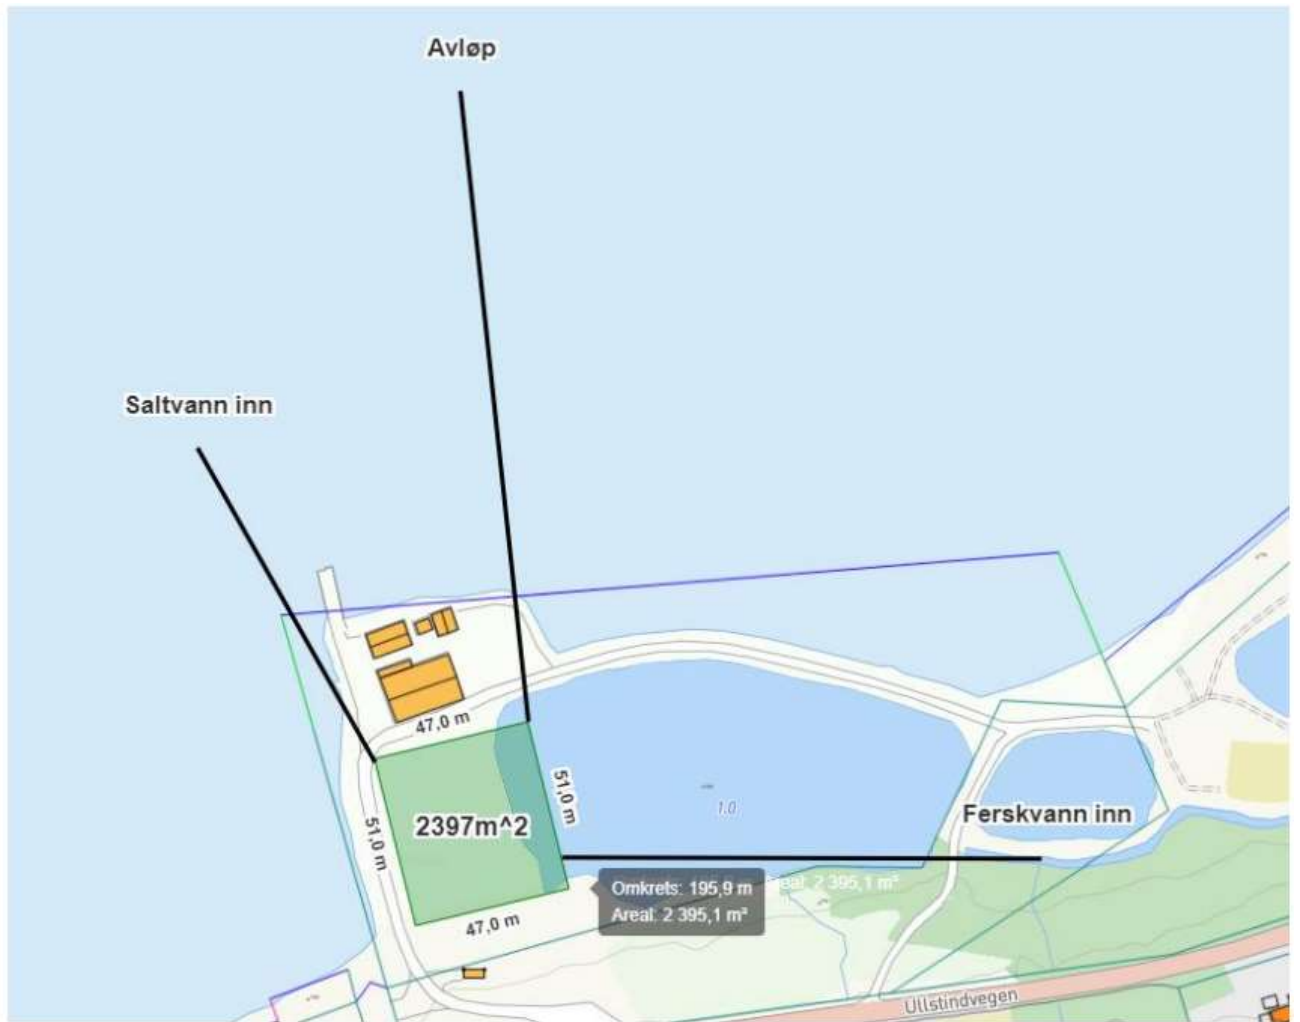 Avløp
Saltvann inn
47,0 m
51,0 m
51,0 m
2397m^2
1,0
Ferskvann inn
Omkrets: 195,9 m
Areal: 2 395,1 m²
2 395,1 m²
47,0 m
Ullstindvegen